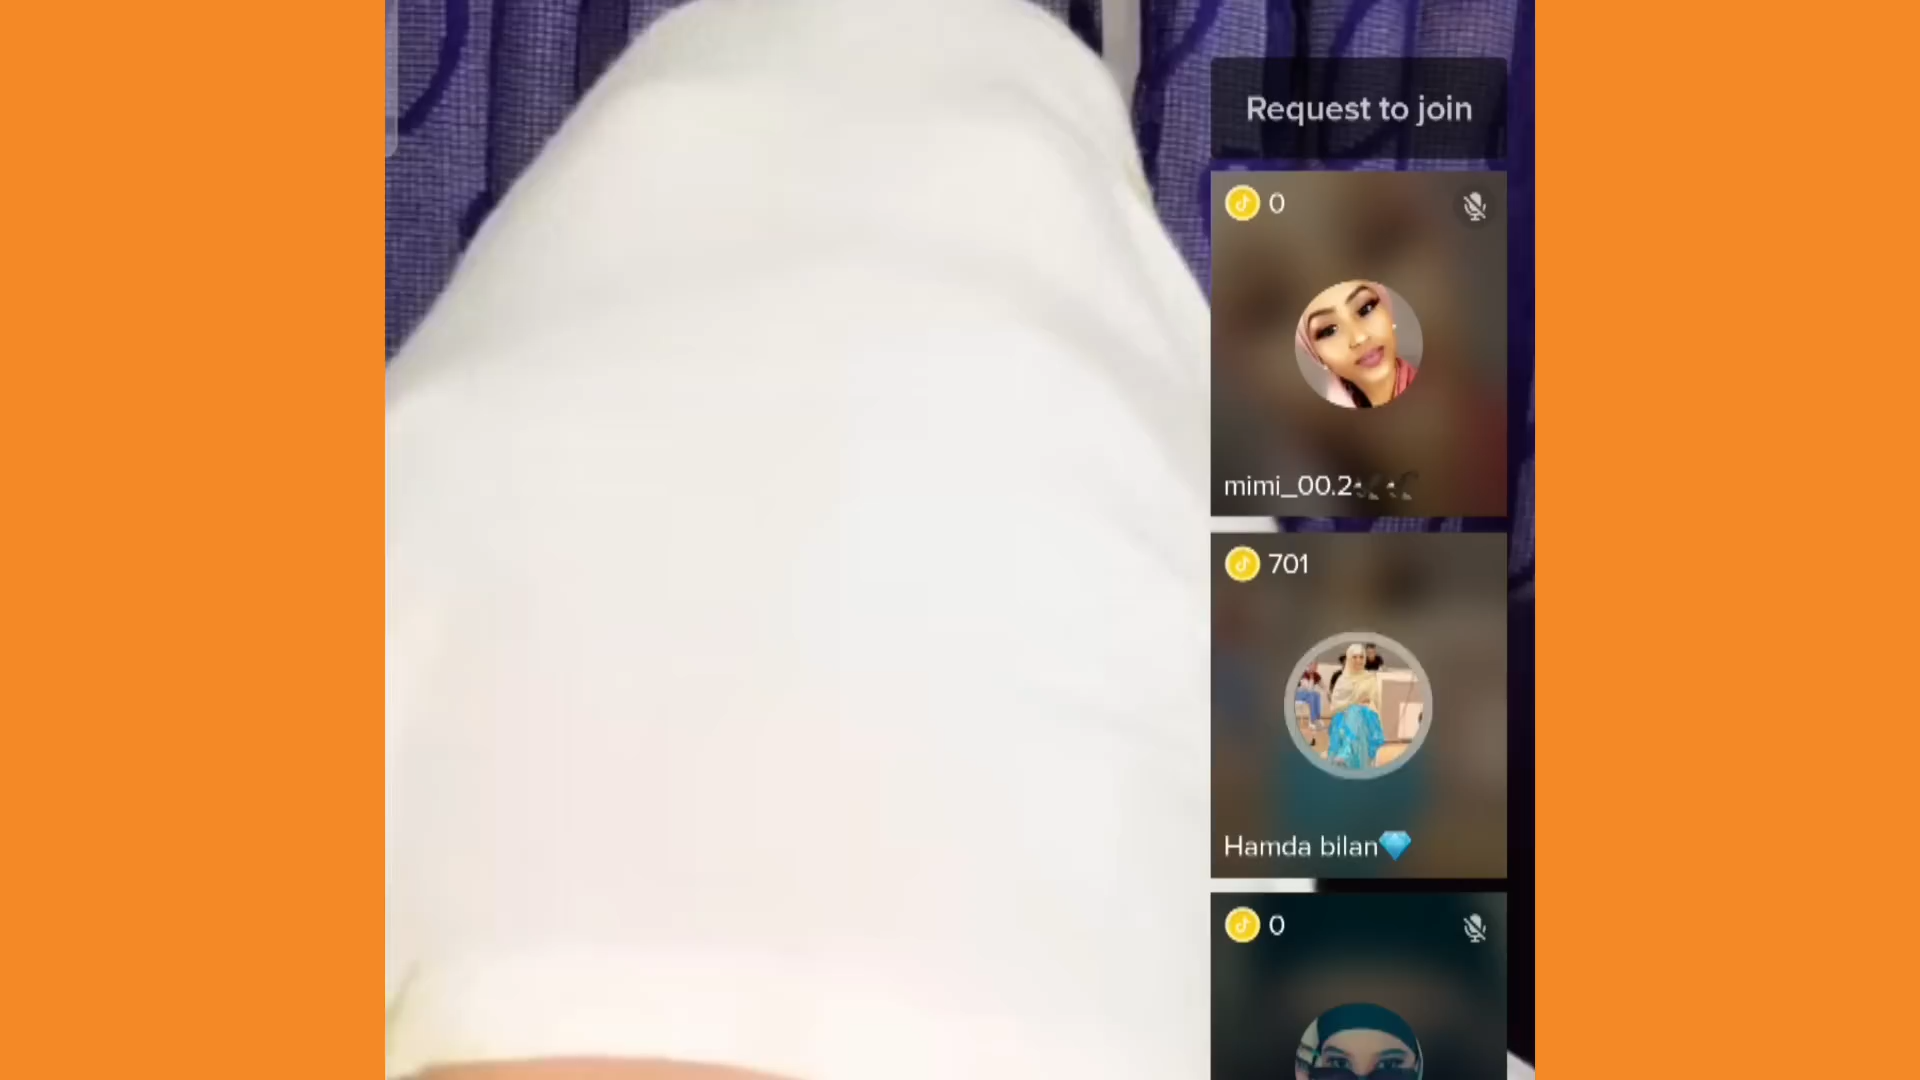 Request to join
0
mimi_00.2
701
Hamda bilan💎
0